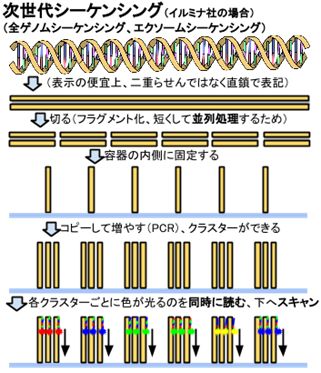 次世代シーケンシング(イルミナ社の場合)
(全ゲノムシーケンシング、エクソームシーケンシング)
(表示の便宜上、二重らせんではなく直鎖で表記)
切る(フラグメント化、短くして並列処理するため)
容器の内側に固定する
コピーして増やす(PCR)、クラスターができる
各クラスターごとに色が光るのを同時に読む、下へスキャン